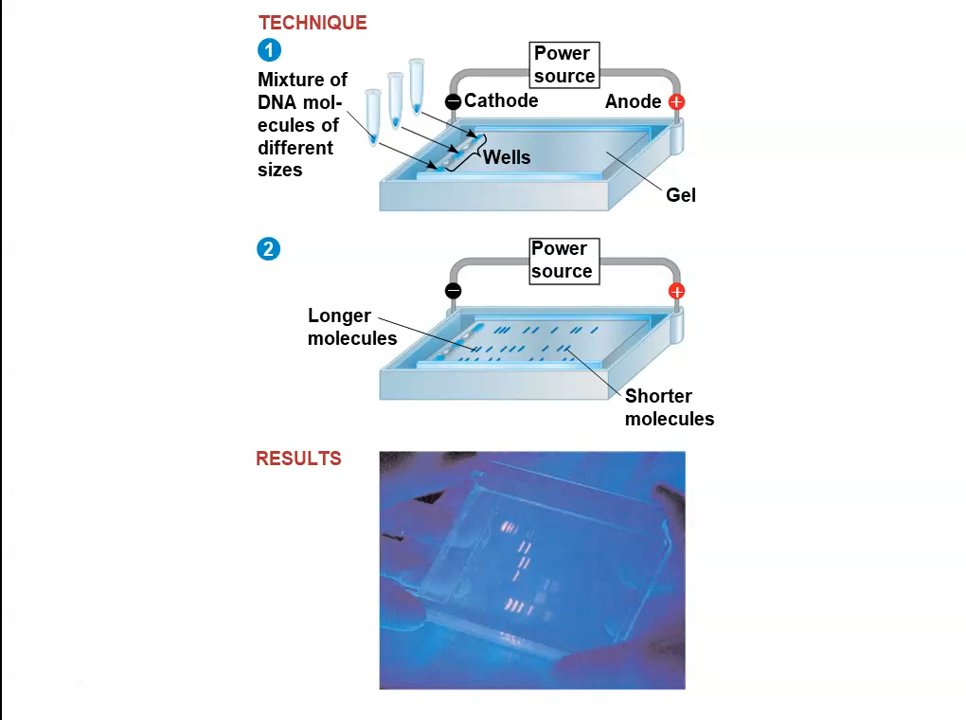 TECHNIQUE
1
Mixture of
DNA mol-
ecules of
different
sizes
Power
source
− Cathode
Anode +
Wells
Gel
2
Power
source
−
+
Longer
molecules
Shorter
molecules
RESULTS